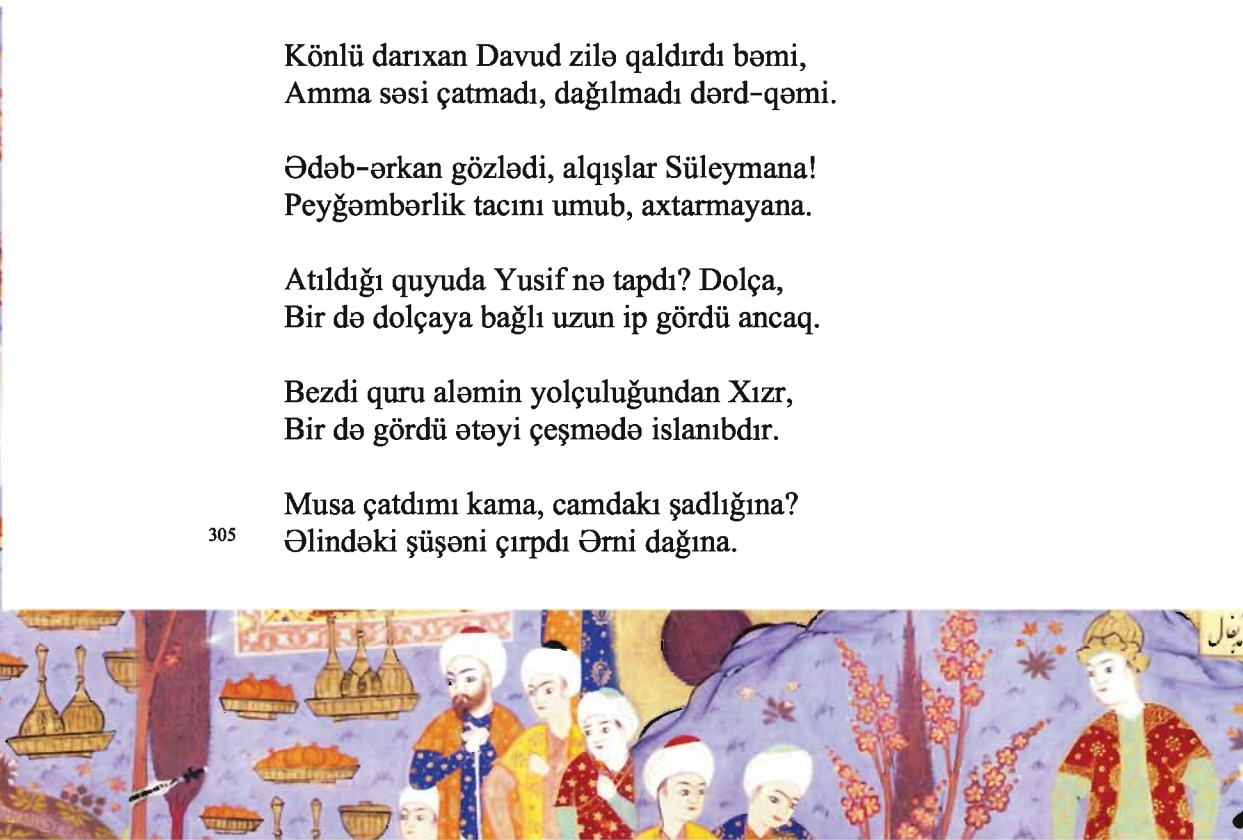 Könlü darıxan Davud zilə qaldırdı bəmi,
Amma səsi çatmadı, dağılmadı dərd-qəmi.
Ədəb-ərkan gözlədi, alqışlar Süleymana!
Peyğəmbərlik tacını umub, axtarmayana.
Atıldığı quyuda Yusif nə tapdı? Dolça,
Bir də dolçaya bağlı uzun ip gördü ancaq.
Bezdi quru aləmin yolçuluğundan Xızr,
Bir də gördü ətəyi çeşmədə islanıbdır.
Musa çatdımı kama, camdakı şadlığına?
305 Əlindəki şüşəni çırpdı Ərni dağına.